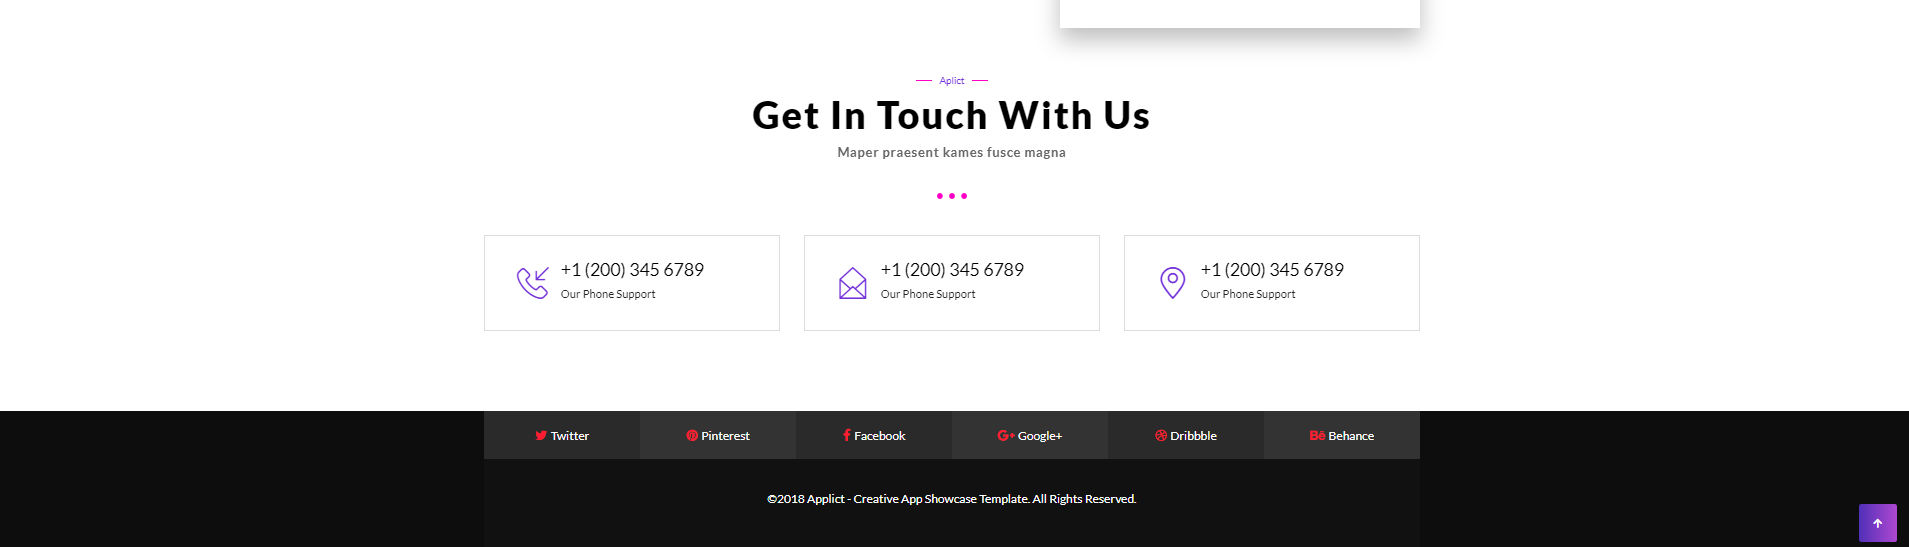 Aplict
Get In Touch With Us
Maper praesent kames fusce magna
+1 (200) 345 6789
Our Phone Support
+1 (200) 345 6789
Our Phone Support
+1 (200) 345 6789
Our Phone Support
Twitter
Pinterest
Facebook
Google+
Dribbble
Behance
©2018 Applict - Creative App Showcase Template. All Rights Reserved.